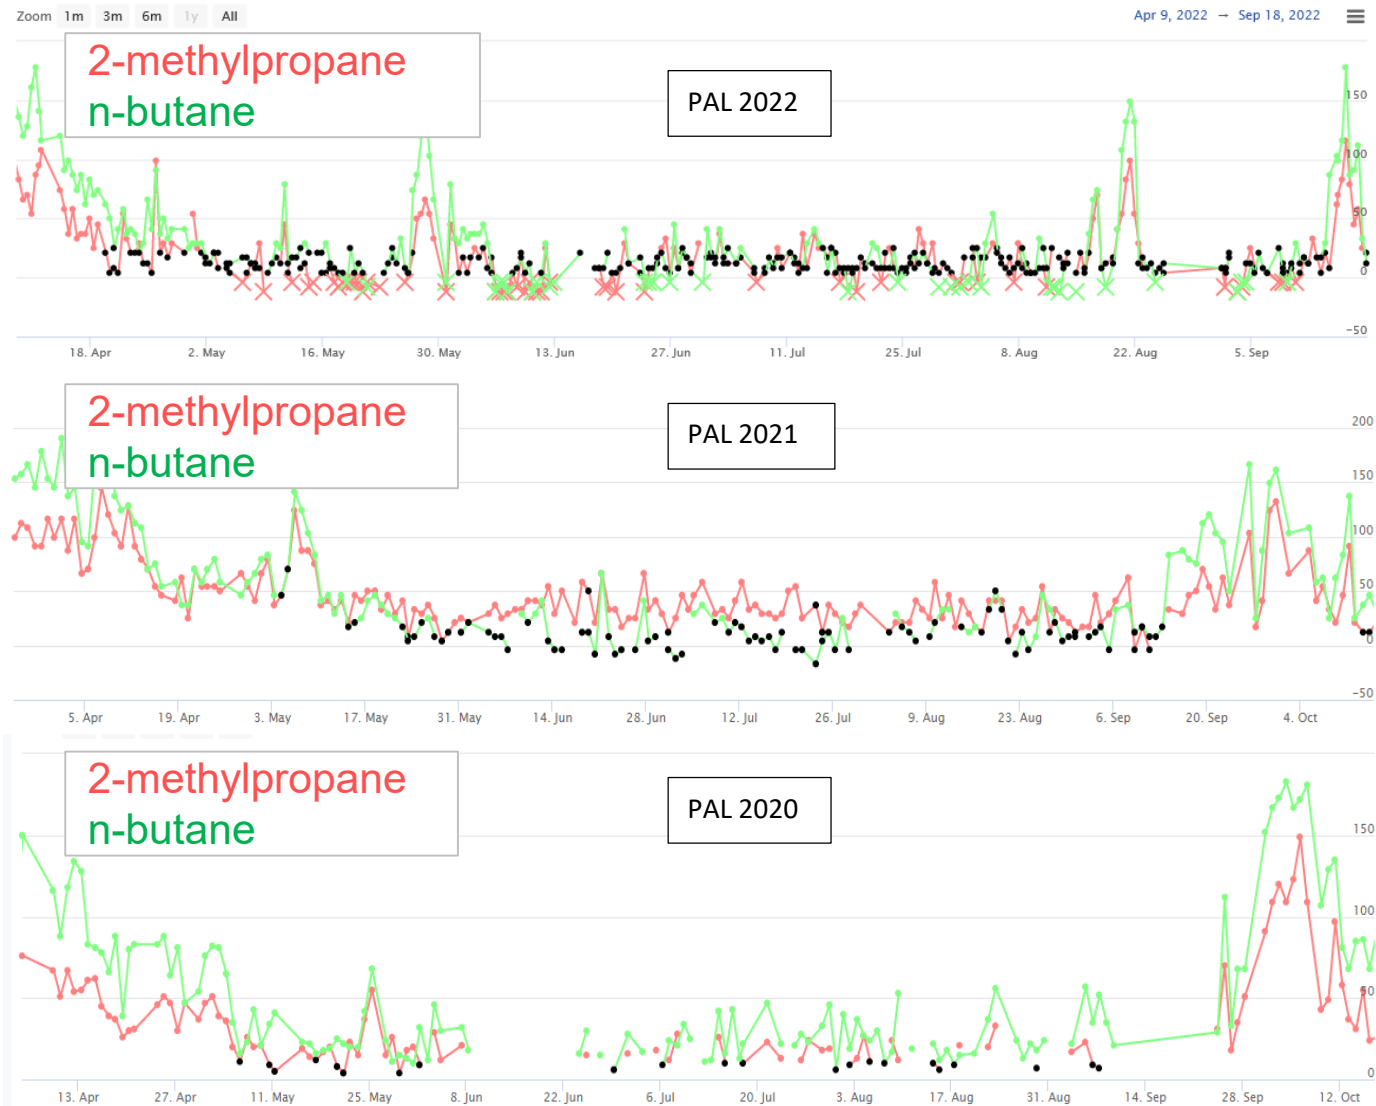 Zoom 1m 3m 6m 1y All Apr 9, 2022 → Sep 18, 2022
2-methylpropane
n-butane
PAL 2022
150
100
50
0
-50
18. Apr 2. May 16. May 30. May 13. Jun 27. Jun 11. Jul 25. Jul 8. Aug 22. Aug 5. Sep
2-methylpropane
n-butane
PAL 2021
200
150
100
50
0
-50
5. Apr 19. Apr 3. May 17. May 31. May 14. Jun 28. Jun 12. Jul 26. Jul 9. Aug 23. Aug 6. Sep 20. Sep 4. Oct
2-methylpropane
n-butane
PAL 2020
150
100
50
0
13. Apr 27. Apr 11. May 25. May 8. Jun 22. Jun 6. Jul 20. Jul 3. Aug 17. Aug 31. Aug 14. Sep 28. Sep 12. Oct